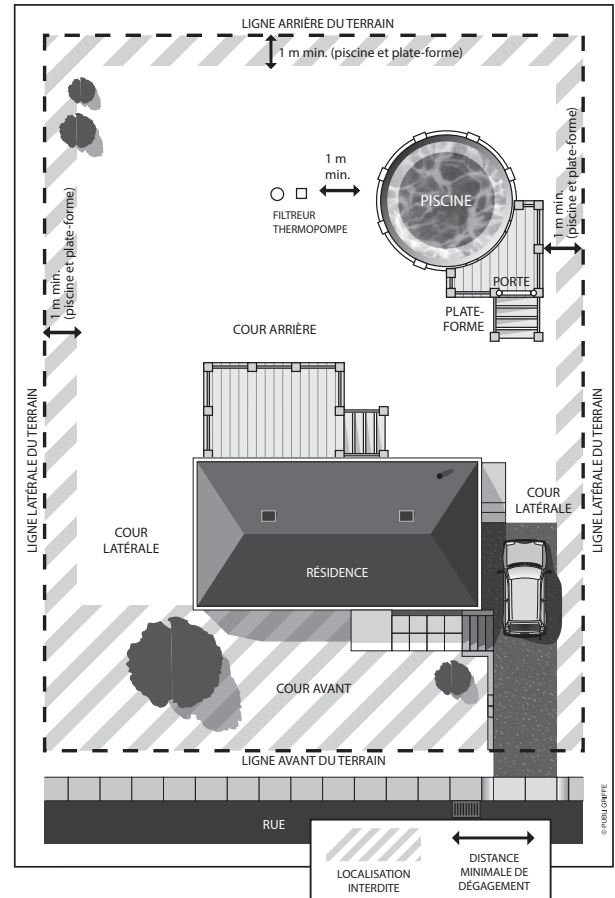 LIGNE ARRIÈRE DU TERRAIN
1 m min. (piscine et plate-forme)
1 m
min.
PISCINE
FILTREUR
THERMOPOMPE
1 m min.
(piscine et plate-forme)
1 m min.
(piscine et plate-forme)
PORTE
PLATE-
FORME
COUR ARRIÈRE
LIGNE LATÉRALE DU TERRAIN
LIGNE LATÉRALE DU TERRAIN
COUR
LATÉRALE
COUR
LATÉRALE
RÉSIDENCE
COUR AVANT
LIGNE AVANT DU TERRAIN
RUE
© PUBLI GRIFFE
LOCALISATION
INTERDITE
DISTANCE
MINIMALE DE
DÉGAGEMENT